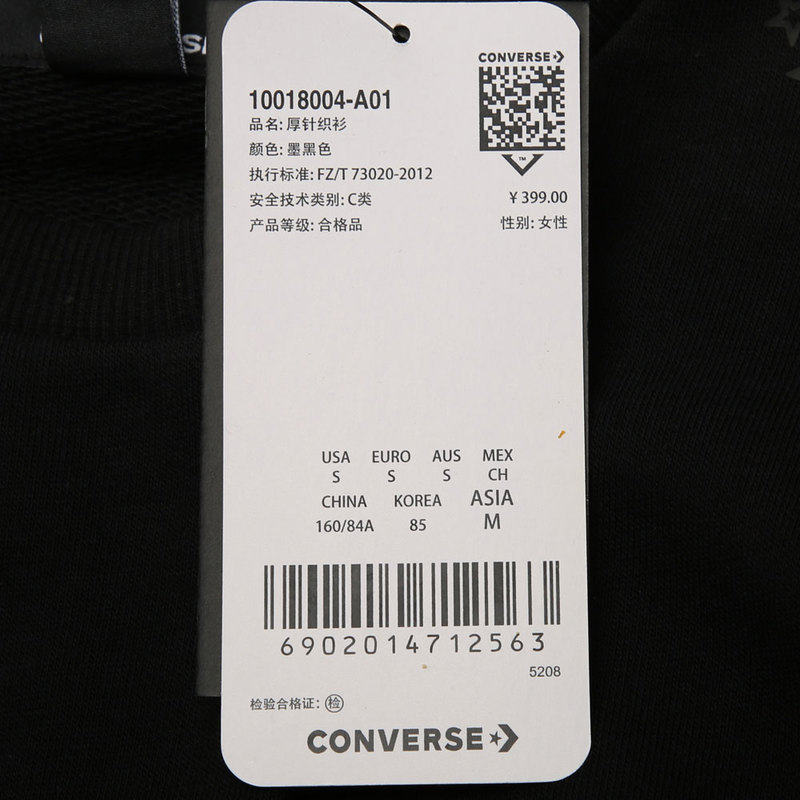 CONVERSE
10018004-A01
品名: 厚针织衫
颜色: 墨黑色
执行标准: FZ/T 73020-2012
安全技术类别: C类
¥ 399.00
产品等级: 合格品
性别: 女性
TM
USA EURO AUS MEX
S S S CH
CHINA KOREA ASIA
160/84A 85 M
6902014712563
5208
检验合格证: 检
CONVERSE